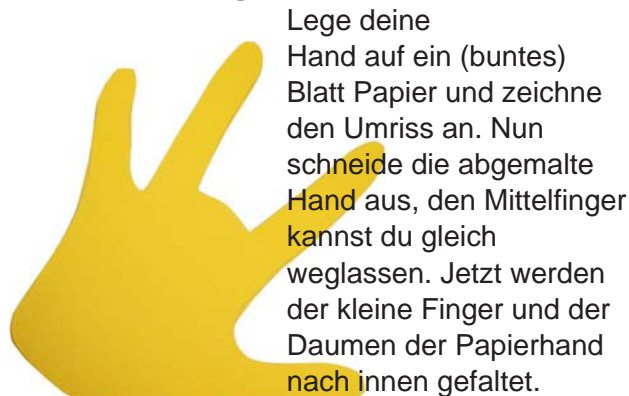 Lege deine
Hand auf ein (buntes)
Blatt Papier und zeichne
den Umriss an. Nun
schneide die abgemalte
Hand aus, den Mittelfinger
kannst du gleich
weglassen. Jetzt werden
der kleine Finger und der
Daumen der Papierhand
nach innen gefaltet.